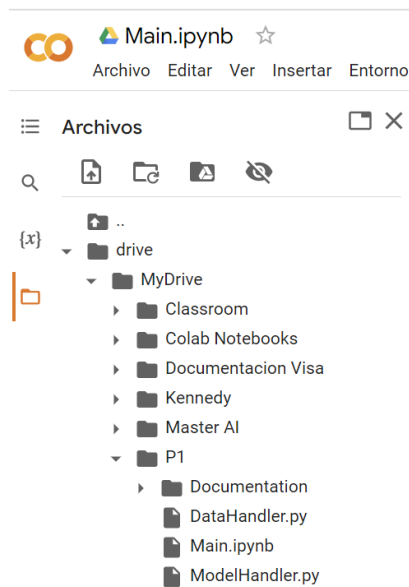 Main.ipynb
Archivo Editar Ver Insertar Entorno
Archivos
..
{x}
drive
MyDrive
Classroom
Colab Notebooks
Documentacion Visa
Kennedy
Master AI
P1
Documentation
DataHandler.py
Main.ipynb
ModelHandler.py